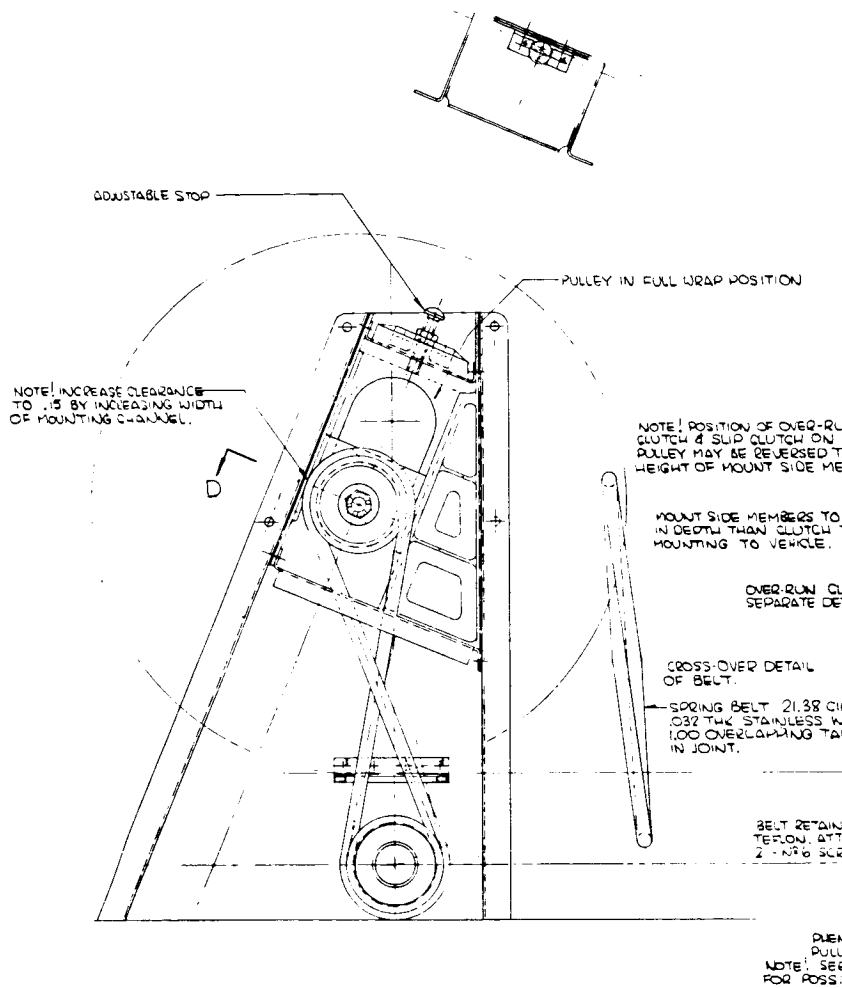 ADJUSTABLE STOP
PULLEY IN FULL WRAP POSITION
NOTE! INCREASE CLEARANCE
TO .15 BY INCREASING WIDTH
OF MOUNTING CHANNEL.
D
NOTE! POSITION OF OVER-RU
CLUTCH & SLIP CLUTCH ON
PULLEY MAY BE REVERSED T
HEIGHT OF MOUNT SIDE ME
MOUNT SIDE MEMBERS TO
IN DEPTH THAN CLUTCH
MOUNTING TO VEHICLE.
OVER-RUN CL
SEPARATE DE
CROSS-OVER DETAIL
OF BELT.
SPRING BELT 21.38 CI
.032 THK STAINLESS
1.00 OVERLAPPING TA
IN JOINT.
BELT RETAIN
TEFLON. ATT
2 - Nº6 SCR
PHEN
PULL
NOTE! SEE
FOR POSS.